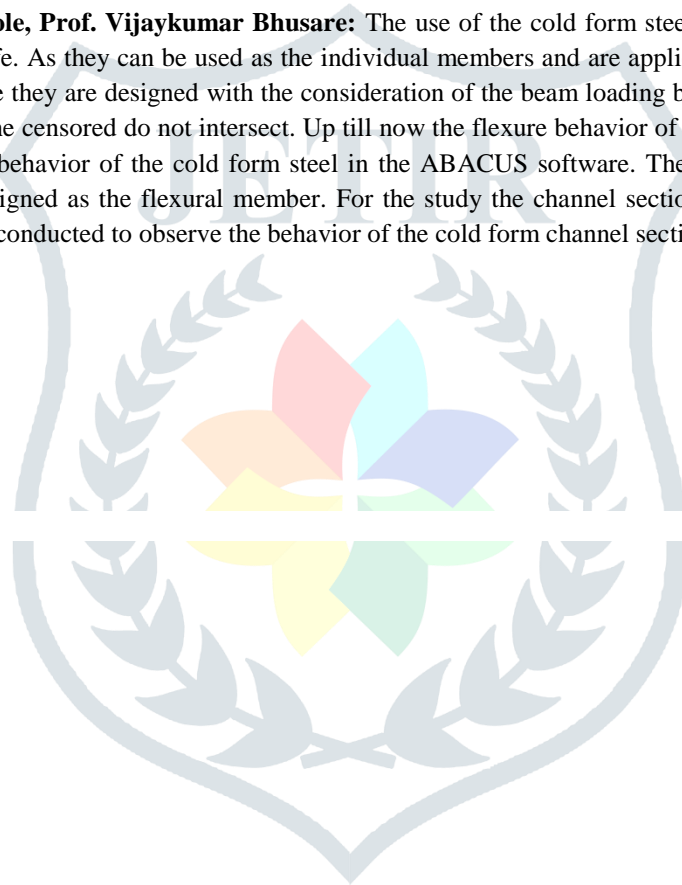 ole, Prof. Vijaykumar Bhusare: The use of the cold form stee
fe. As they can be used as the individual members and are appli
e they are designed with the consideration of the beam loading b
ne censored do not intersect. Up till now the flexure behavior of
behavior of the cold form steel in the ABACUS software. The
igned as the flexural member. For the study the channel sectio
conducted to observe the behavior of the cold form channel secti
JETIR